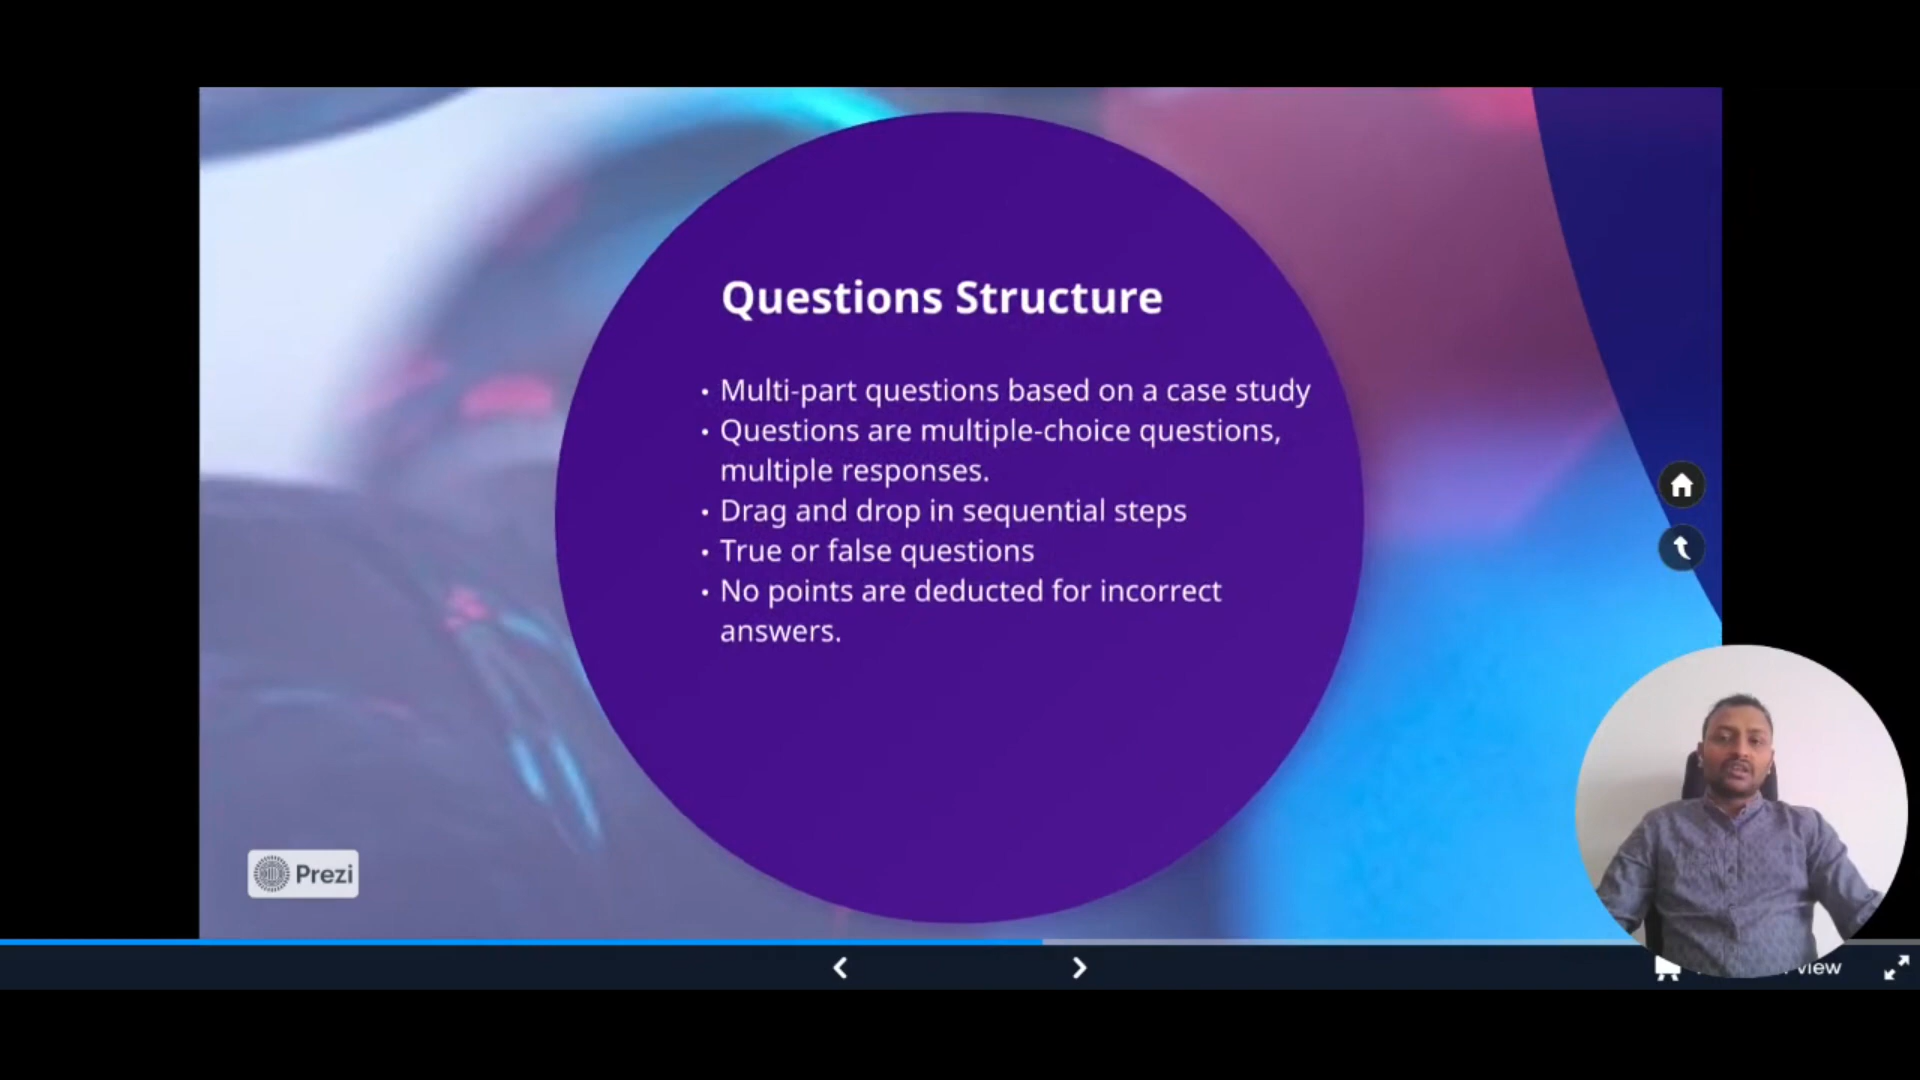 Questions Structure
• Multi-part questions based on a case study
• Questions are multiple-choice questions,
multiple responses.
• Drag and drop in sequential steps
• True or false questions
• No points are deducted for incorrect
answers.
Prezi
view